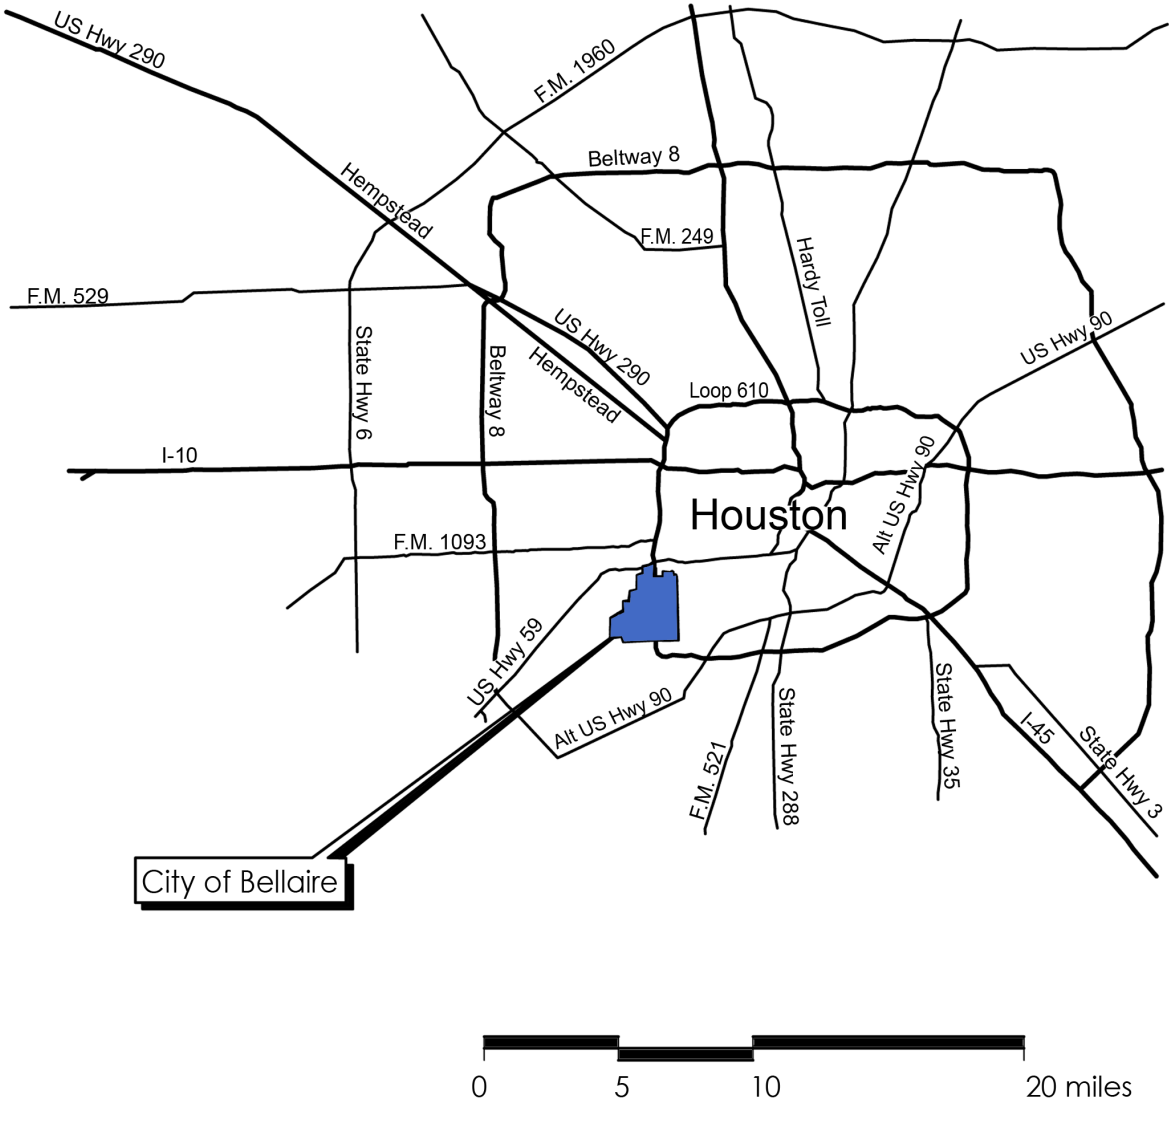 US Hwy 290
F.M. 1960
Beltway 8
Hempstead
F.M. 249
Hardy Toll
F.M. 529
US Hwy 90
US Hwy 290
State Hwy 6
Beltway 8
Hempstead
Loop 610
I-10
Alt US Hwy 90
Houston
F.M. 1093
US Hwy 59
Alt US Hwy 90
State Hwy 288
State Hwy 35
I-45
State Hwy 3
F.M. 521
City of Bellaire
0 5 10 20 miles